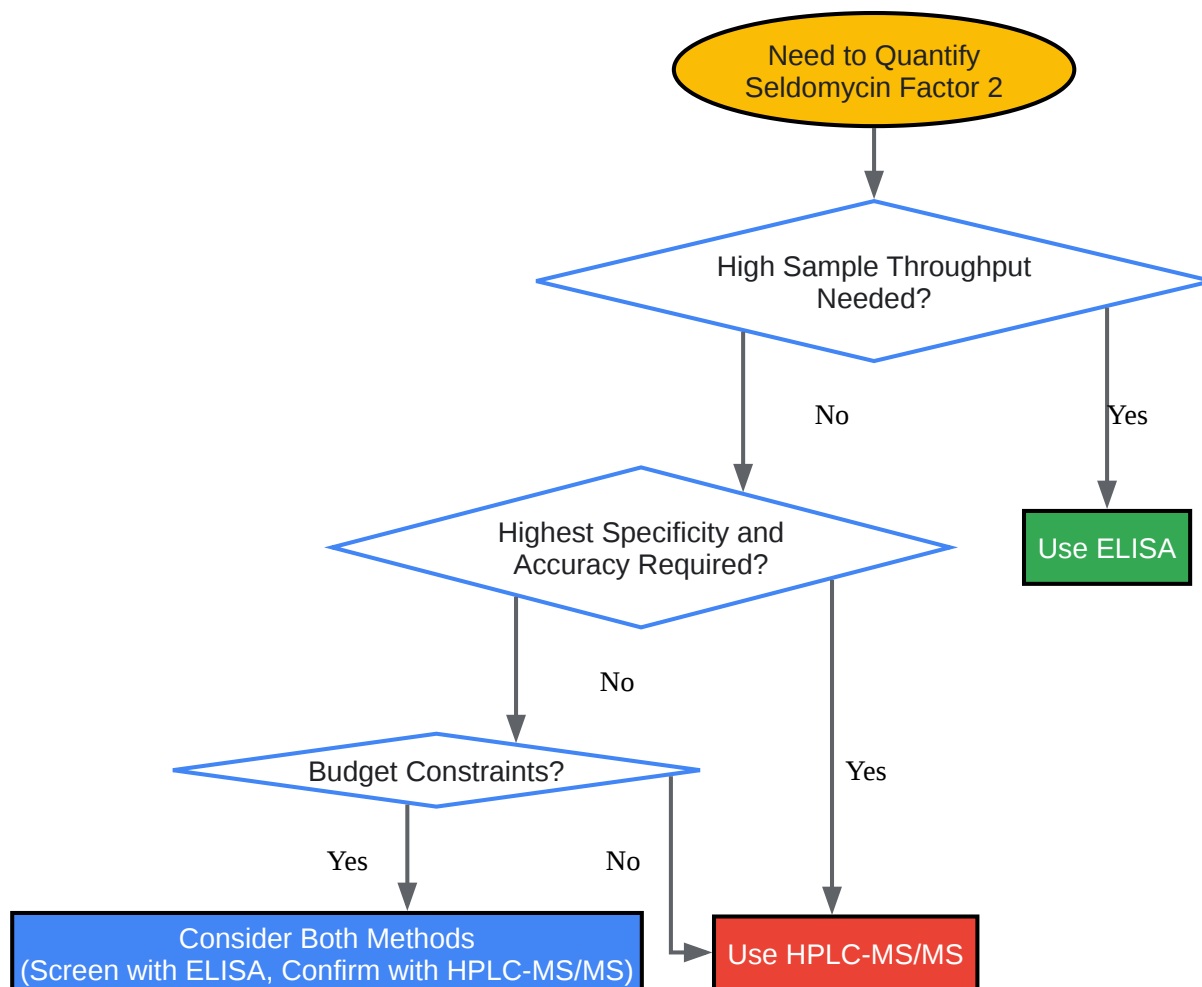 Need to Quantify
Seldomycin Factor 2
High Sample Throughput
Needed?
No
Yes
Highest Specificity and
Accuracy Required?
Use ELISA
No
Yes
Budget Constraints?
Yes
No
Consider Both Methods
(Screen with ELISA, Confirm with HPLC-MS/MS)
Use HPLC-MS/MS